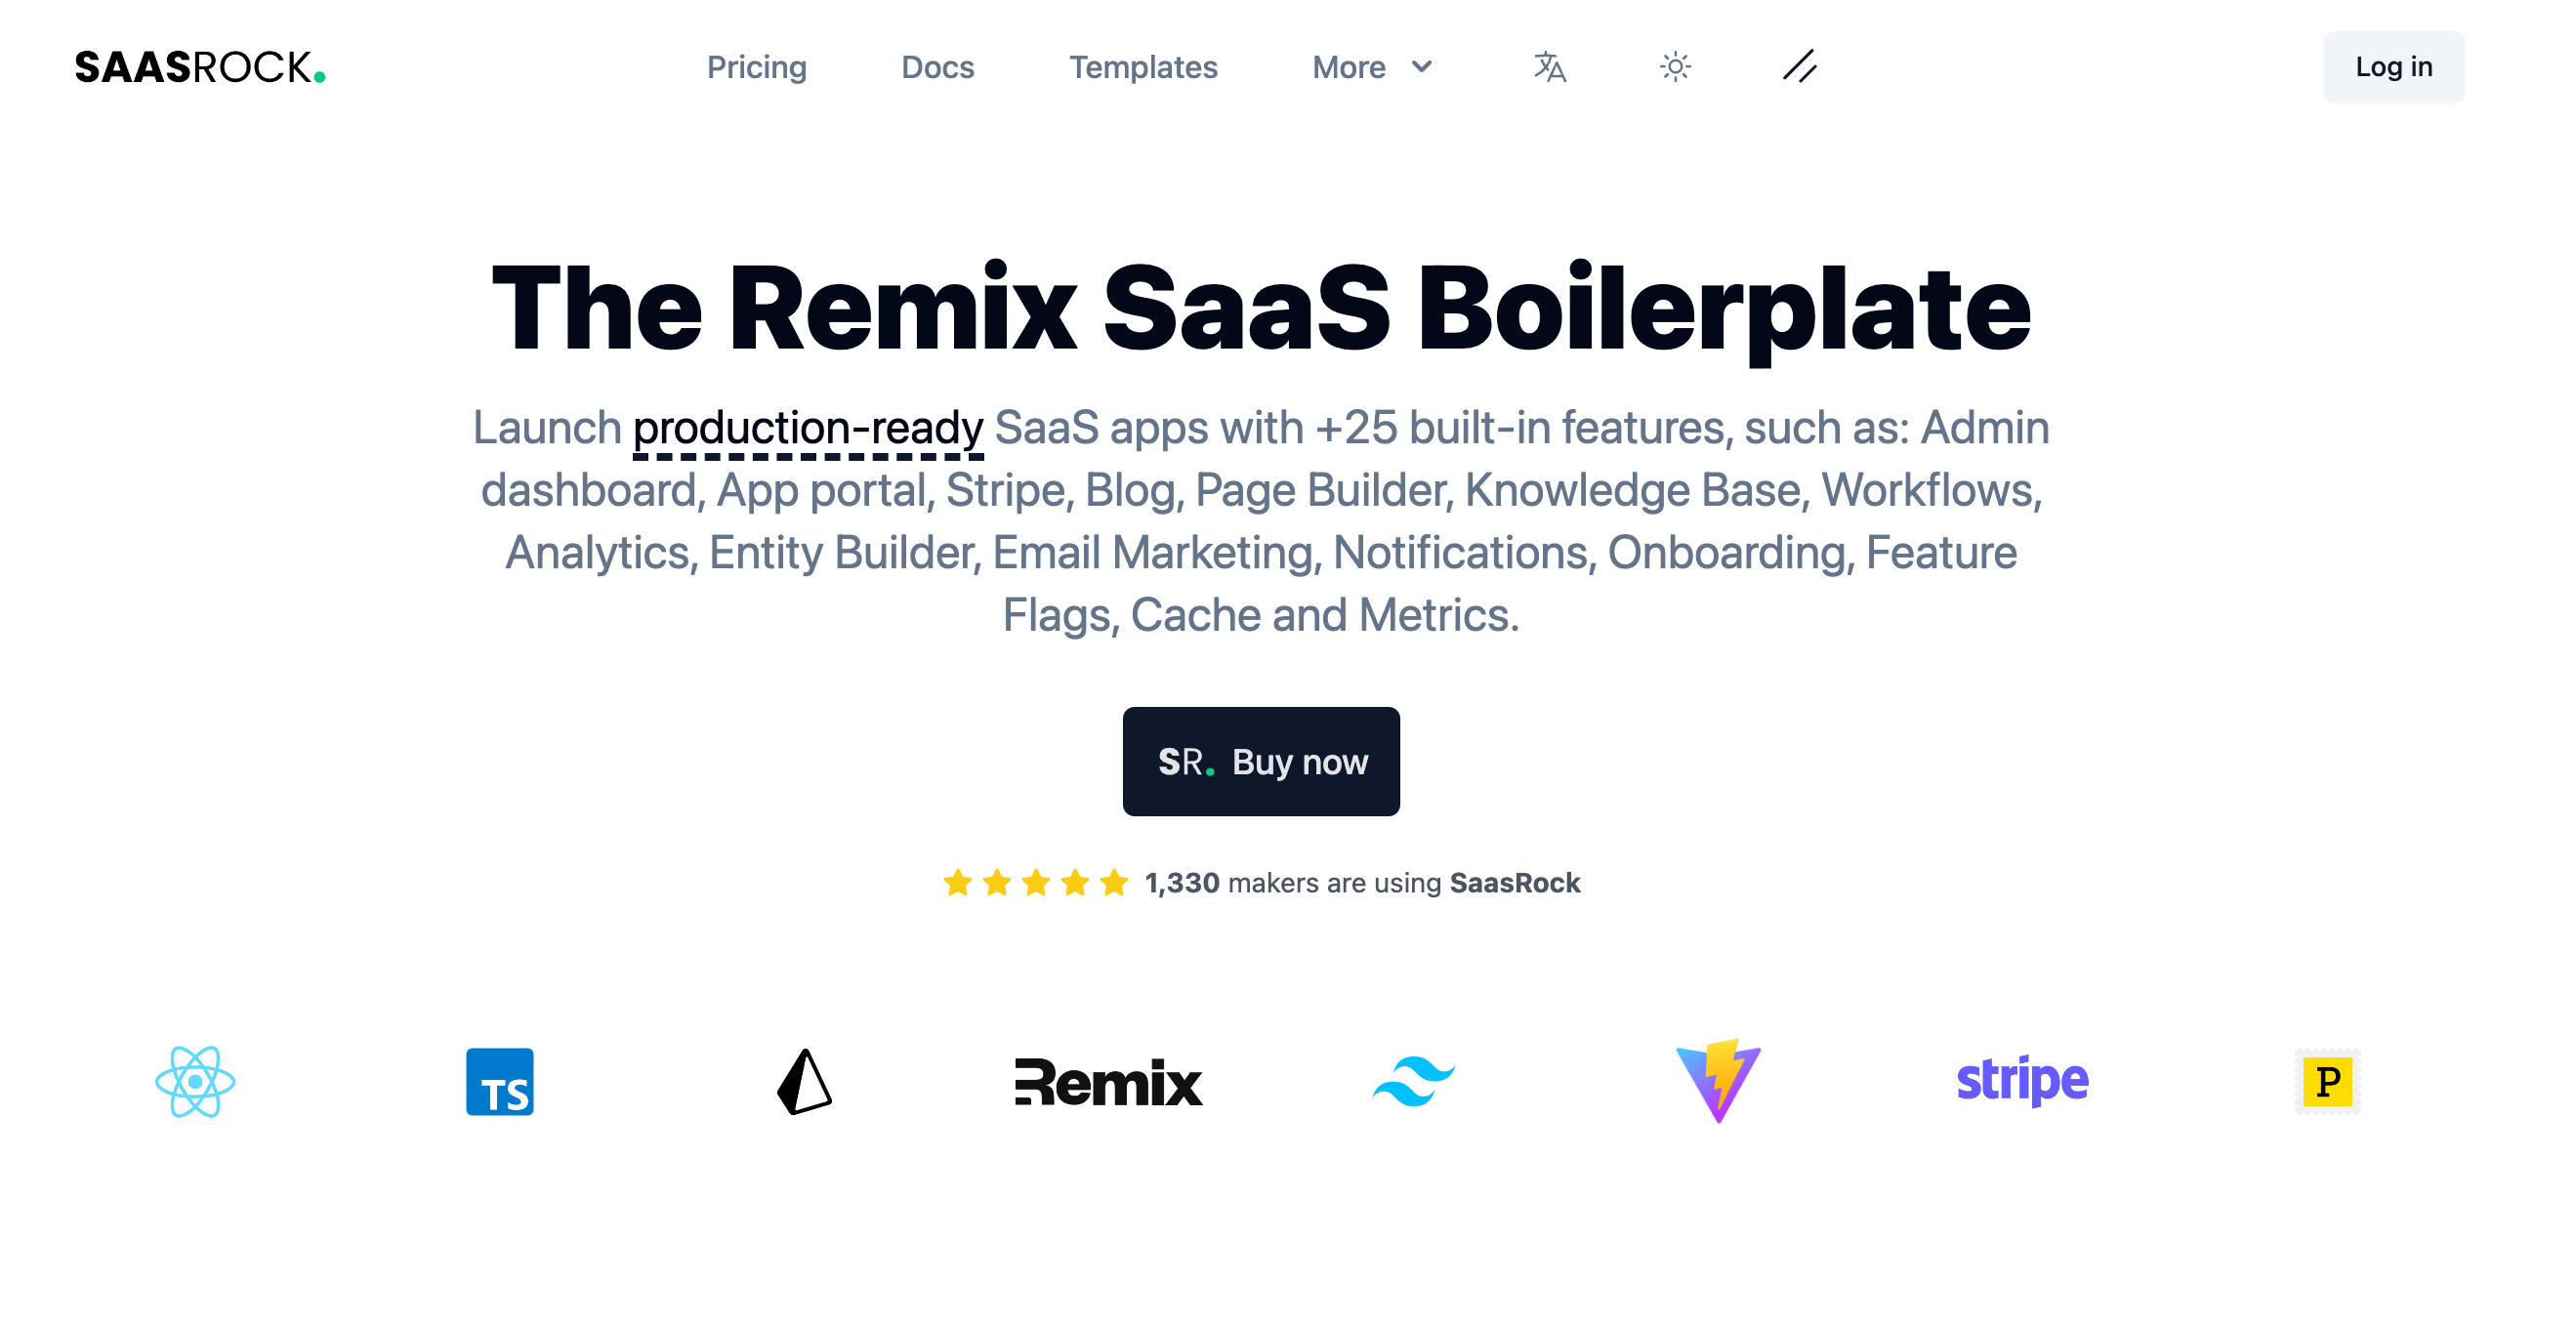 SAASROCK.
Pricing
Docs
Templates
More
Log in
The Remix SaaS Boilerplate
Launch production-ready SaaS apps with +25 built-in features, such as: Admin
dashboard, App portal, Stripe, Blog, Page Builder, Knowledge Base, Workflows,
Analytics, Entity Builder, Email Marketing, Notifications, Onboarding, Feature
Flags, Cache and Metrics.
SR. Buy now
1,330 makers are using SaasRock
TS
Remix
stripe
P